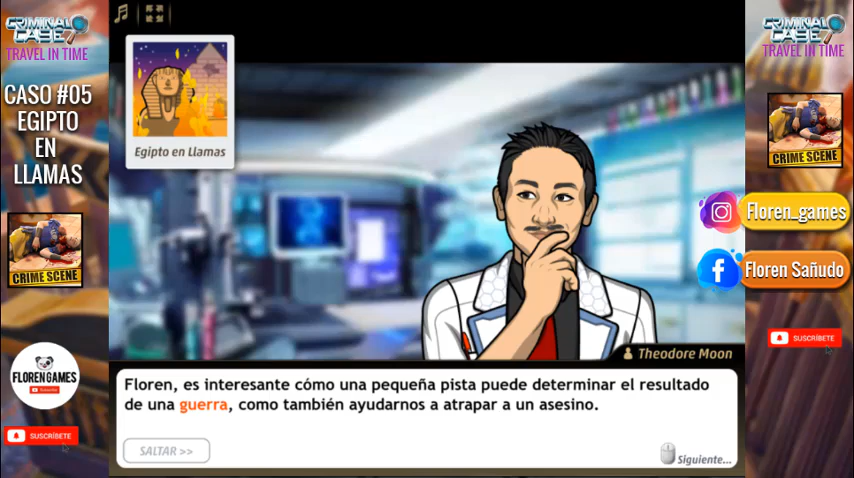 CRIMINAL
CASE
TRAVEL IN TIME
CASO #05
EGIPTO
EN
LLAMAS
CRIME SCENE
FLOREN GAMES
SUSCRÍBETE
Egipto en Llamas
CRIMINAL
CASE
TRAVEL IN TIME
CRIME SCENE
Floren_games
Floren Sañudo
SUSCRÍBETE
Theodore Moon
Floren, es interesante cómo una pequeña pista puede determinar el resultado
de una guerra, como también ayudarnos a atrapar a un asesino.
SALTAR >>
Siguiente...